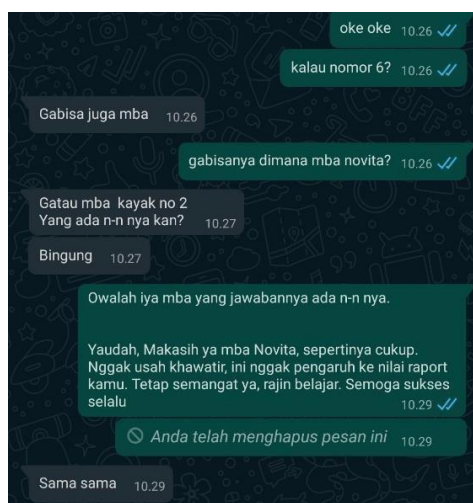 oke oke 10.26
kalau nomor 6? 10.26
Gabisa juga mba 10.26
gabisanya dimana mba novita? 10.26
Gatau mba kayak no 2
Yang ada n-n nya kan? 10.27
Bingung 10.27
Owalah iya mba yang jawabannya ada n-n nya.
Yaudah, Makasih ya mba Novita, sepertinya cukup.
Nggak usah khawatir, ini nggak pengaruh ke nilai raport
kamu. Tetap semangat ya, rajin belajar. Semoga sukses
selalu 10.29
Anda telah menghapus pesan ini 10.29
Sama sama 10.29